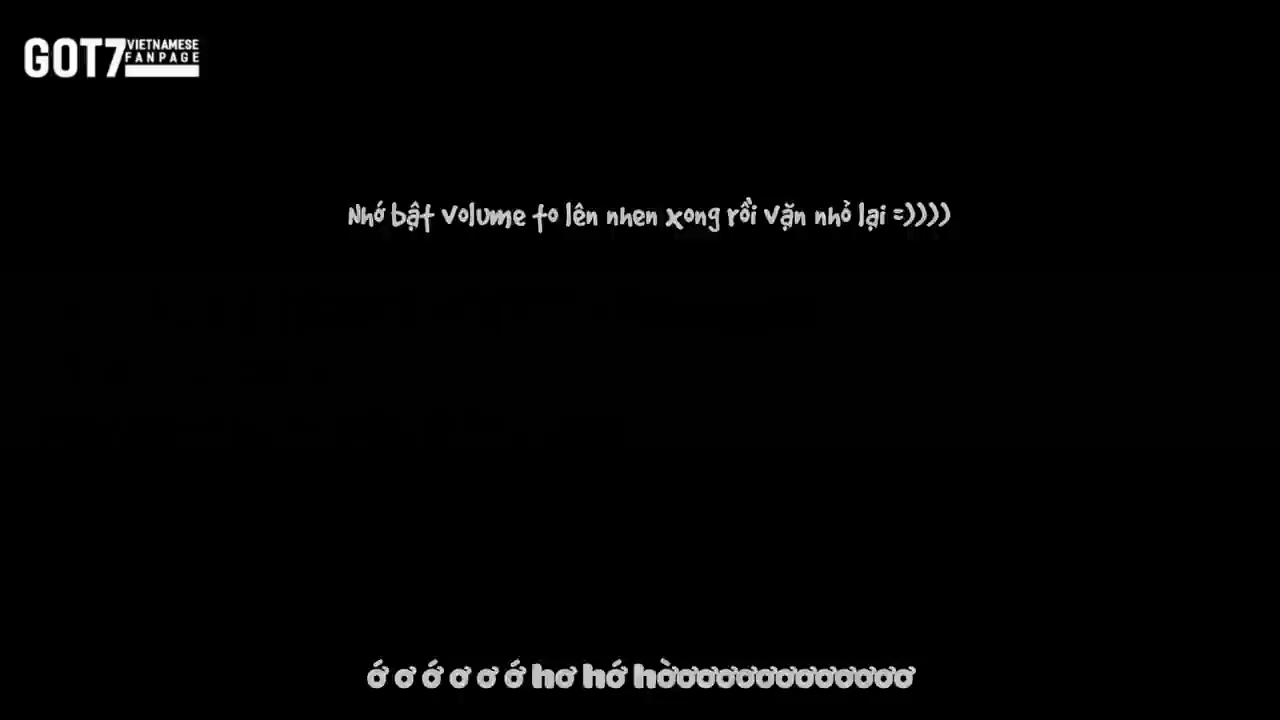 GOT7 VIETNAMESE
FANPAGE
Nhớ bật volume to lên nhen xong rồi vặn nhỏ lại =))))
ớ ơ ớ ơ ơ ớ hơ hớ hờơơơơơơơơơơơơ